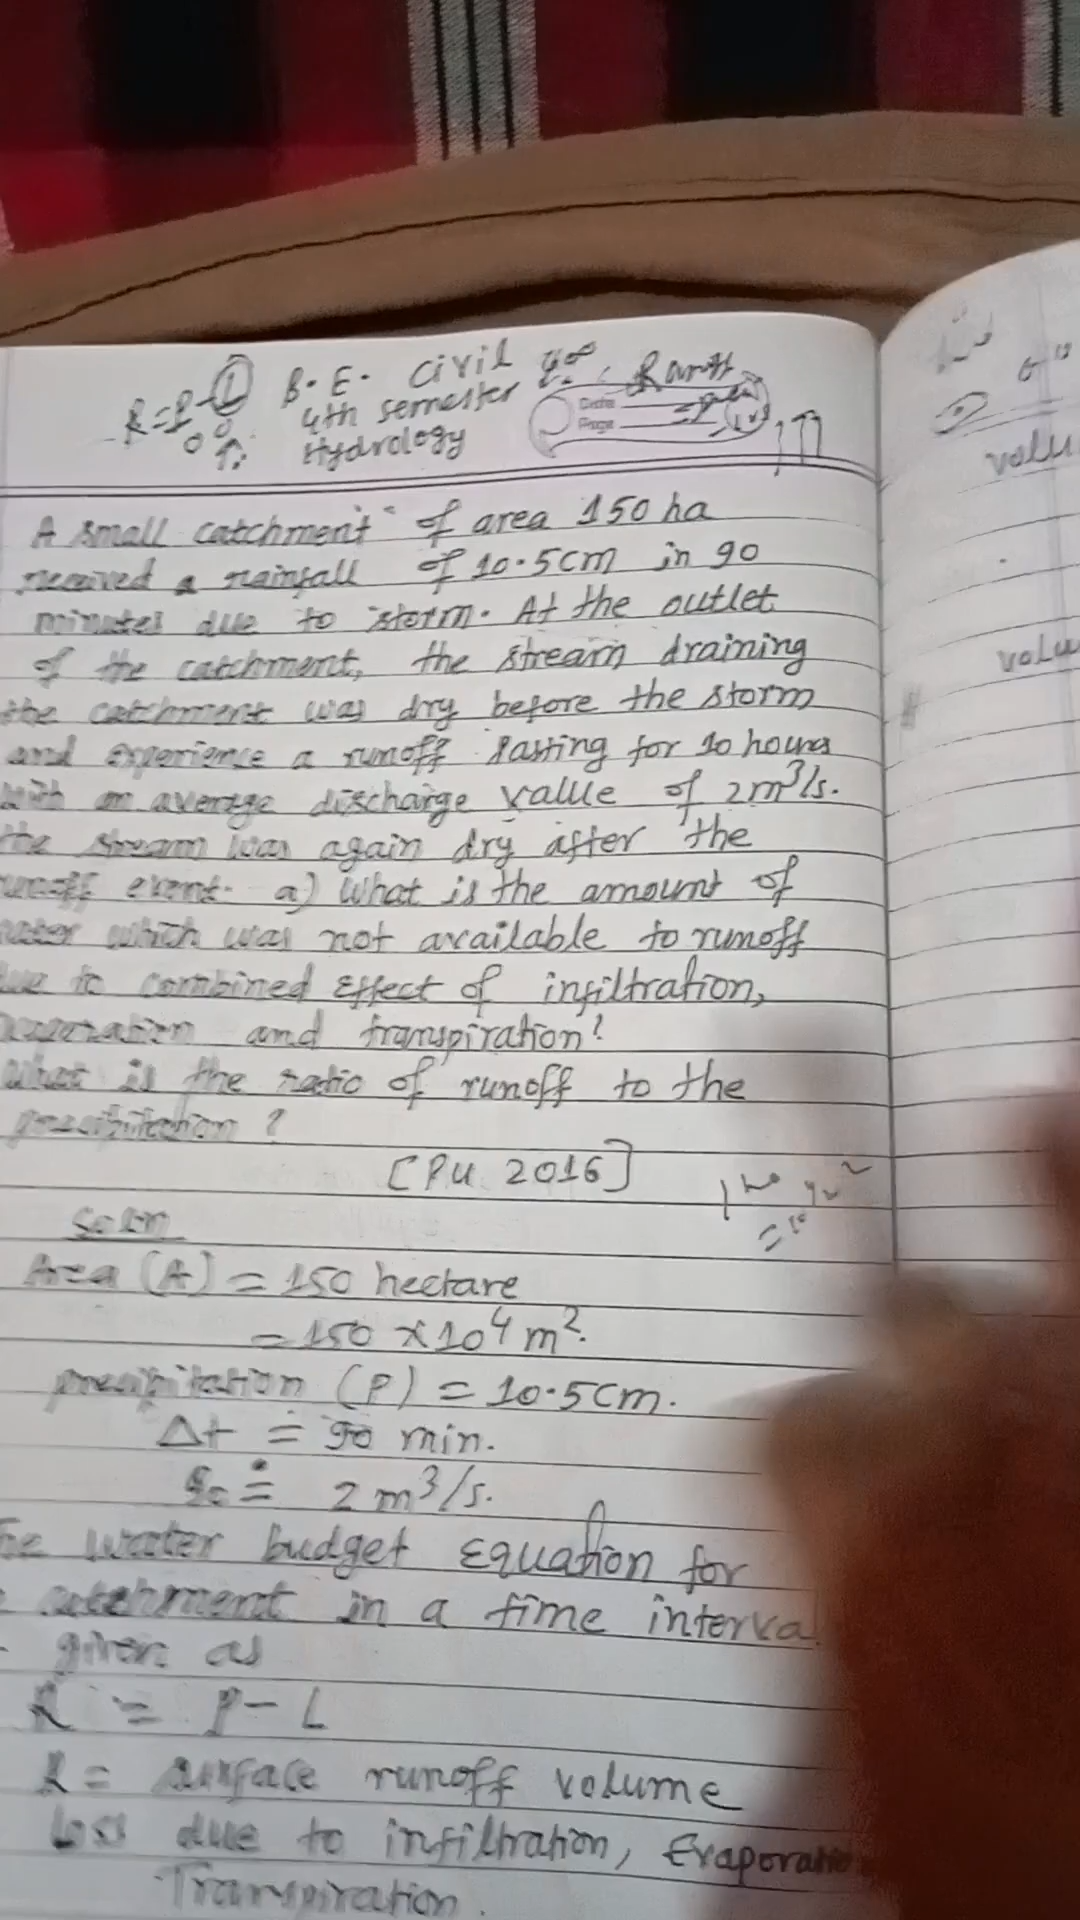 B.E. Civil
4th semester
Hydrology
Runoff
Date
Page
A small catchment of area 150 ha
received a rainfall of 10.5cm in 90
minutes due to storm. At the outlet
of the catchment, the stream draining
the catchment was dry before the storm
and experience a runoff lasting for 10 hours
with an average discharge value of 2m³/s.
the stream was again dry after the
runoff event. a) What is the amount of
water which was not available to runoff
due to combined Effect of infiltration,
and transpiration?
What is the ratio of runoff to the
precipitation ?
[PU 2016]
Soln
Area (A) = 150 hectare
= 150 × 10⁴ m².
precipitation (P) = 10.5cm.
Δt = 90 min.
= 2 m³/s.
The water budget Equation for
catchment in a time interval
given as
R = P - L
R = surface runoff volume
Loss due to infiltration, Evaporation
Transpiration.